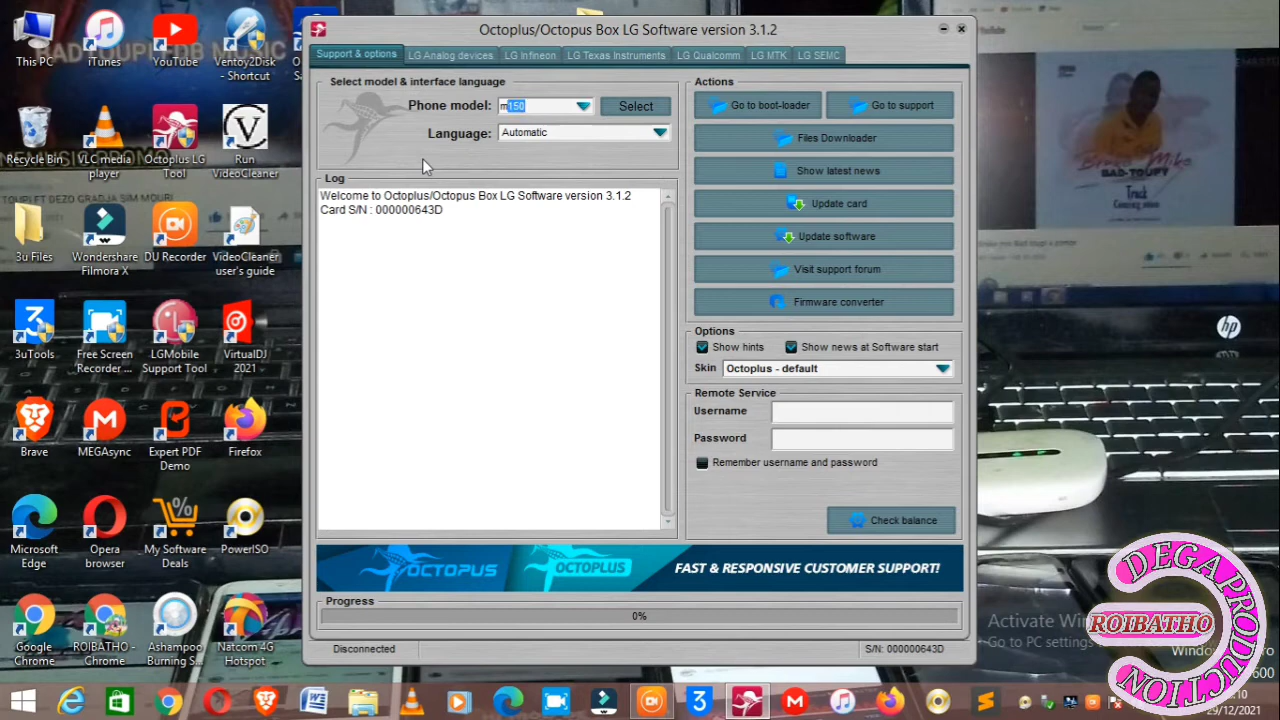 Octoplus/Octopus Box LG Software version 3.1.2
Support & options
LG Analog devices
LG Infineon
LG Texas Instruments
LG Qualcomm
LG MTK
LG SEMC
Select model & interface language
Phone model:
m150
Select
Language:
Automatic
Log
Welcome to Octoplus/Octopus Box LG Software version 3.1.2
Card S/N : 000000643D
Actions
Go to boot-loader
Go to support
Files Downloader
Show latest news
Update card
Update software
Visit support forum
Firmware converter
Options
Show hints
Show news at Software start
Skin
Octoplus - default
Remote Service
Username
Password
Remember username and password
Check balance
OCTOPUS
OCTOPLUS
FAST & RESPONSIVE CUSTOMER SUPPORT!
Progress
0%
Disconnected
S/N: 000000643D
This PC
iTunes
YouTube
Ventoy2Disk
- Shortcut
Recycle Bin
VLC media
player
Octoplus LG
Tool
Run
VideoCleaner
3u Files
Wondershare
Filmora X
DU Recorder
VideoCleaner
user's guide
3uTools
Free Screen
Recorder ...
LGMobile
Support Tool
VirtualDJ
2021
Brave
MEGAsync
Expert PDF
Demo
Firefox
Microsoft
Edge
Opera
browser
My Software
Deals
PowerISO
Google
Chrome
ROIBATHO -
Chrome
Ashampoo
Burning S...
Natcom 4G
Hotspot
BAD-TOUPY
Track
Coming soon
hp
DEGA PRODUCTION
ROIBATHO
29/12/2021